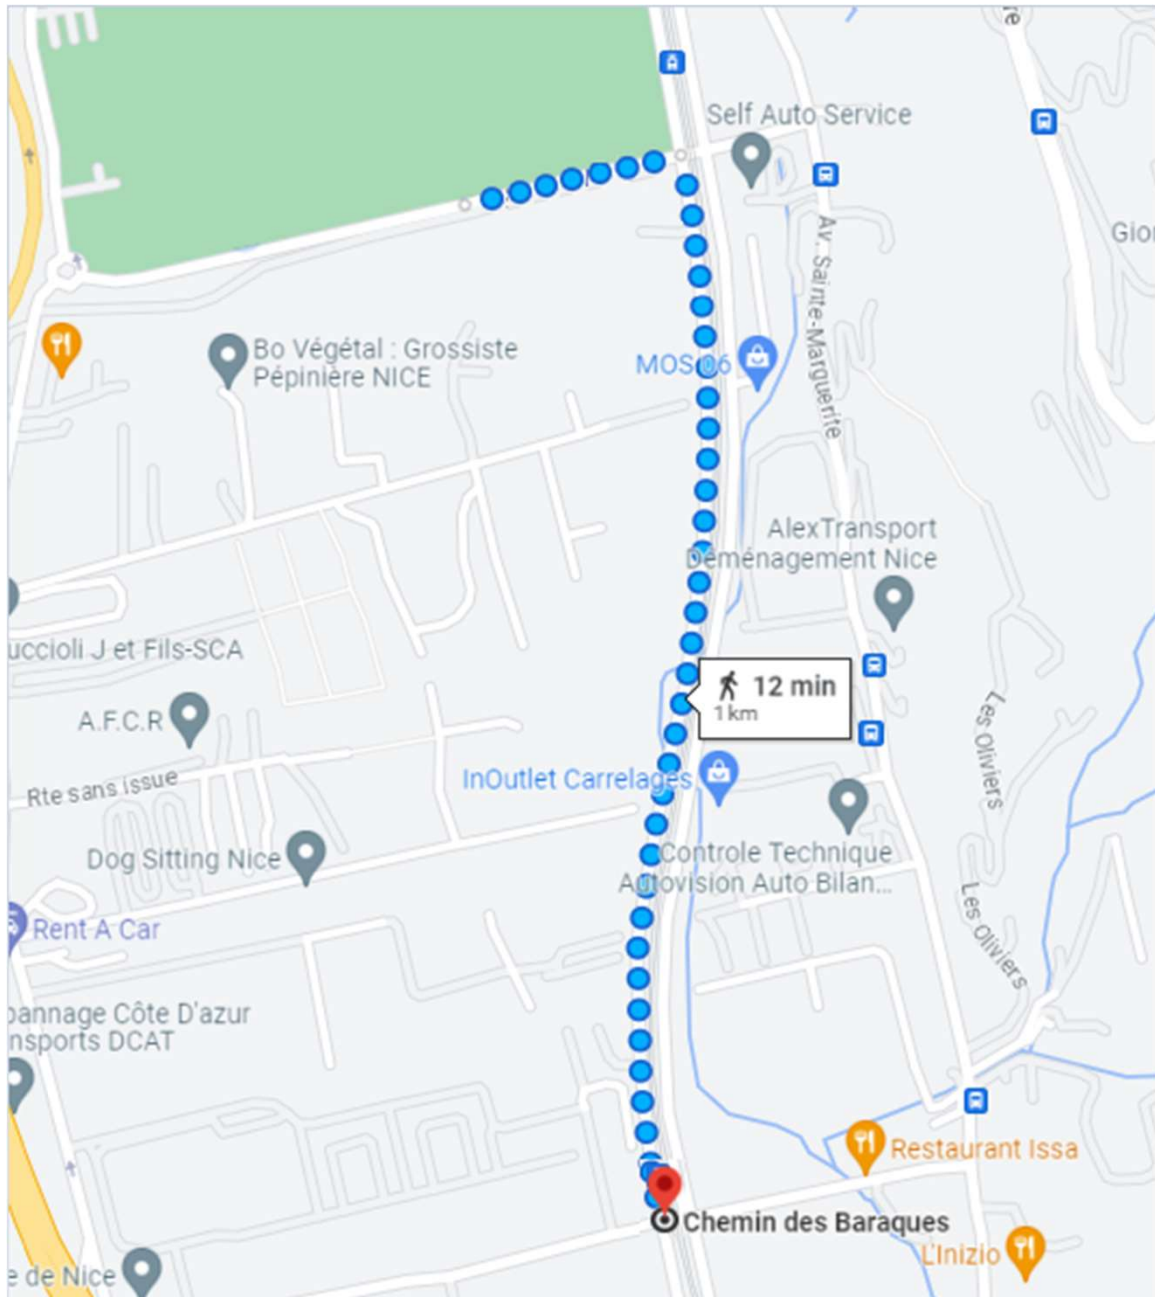 re
Self Auto Service
Av. Sainte-Marguerite
Gior
Bo Végétal : Grossiste
Pépinière NICE
MOS 06
AlexTransport
Déménagement Nice
uccioli J et Fils-SCA
12 min
1 km
A.F.C.R
Les Oliviers
InOutlet Carrelages
Rte sans issue
Dog Sitting Nice
Controle Technique
Autovision Auto Bilan...
Les Oliviers
Rent A Car
pannage Côte D'azur
nsports DCAT
Restaurant Issa
Chemin des Baraques
L'Inizio
e de Nice